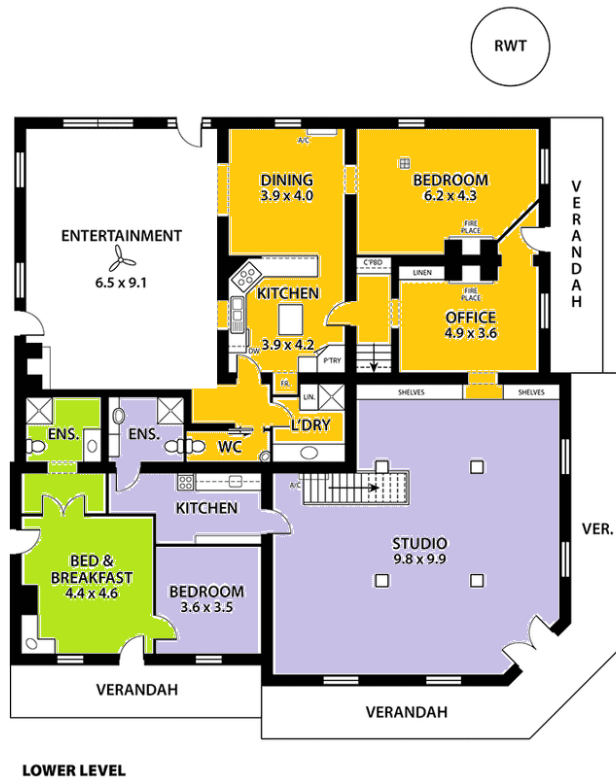 RWT
A/C
DINING
3.9 x 4.0
BEDROOM
6.2 x 4.3
VERANDAH
ENTERTAINMENT
6.5 x 9.1
FIRE
PLACE
C'PBD
LINEN
FIRE
PLACE
KITCHEN
3.9 x 4.2
OFFICE
4.9 x 3.6
DW
P'TRY
FR.
LIN.
SHELVES
SHELVES
ENS.
ENS.
WC
L'DRY
A/C
KITCHEN
STUDIO
9.8 x 9.9
VER.
BED &
BREAKFAST
4.4 x 4.6
BEDROOM
3.6 x 3.5
VERANDAH
VERANDAH
LOWER LEVEL